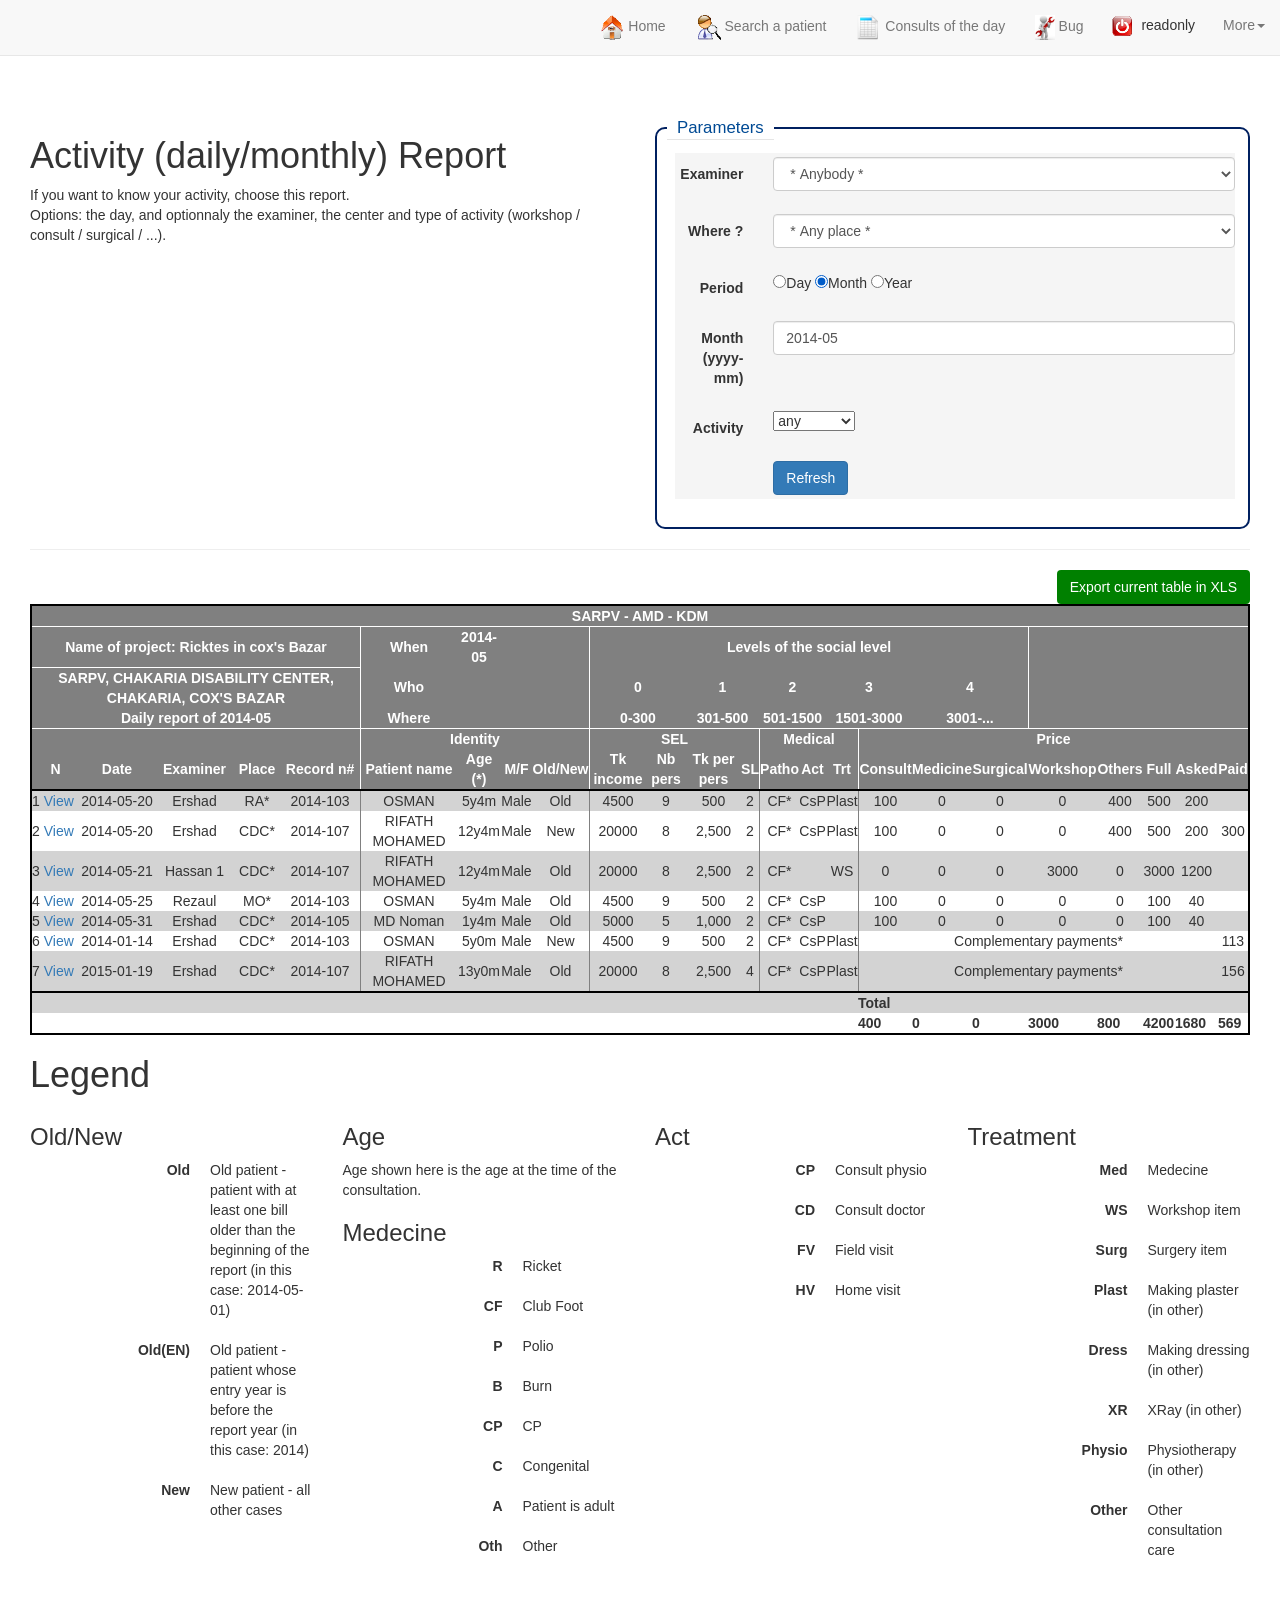 Home Search a patient Consults of the day Bug readonly More
Activity (daily/monthly) Report
If you want to know your activity, choose this report.
Options: the day, and optionnaly the examiner, the center and type of activity (workshop /
consult / surgical / ...).
Parameters
Examiner * Anybody *
Where ? * Any place *
Period Day Month Year
Month (yyyy-mm) 2014-05
Activity any
Refresh
Export current table in XLS
SARPV - AMD - KDM
Name of project: Ricktes in cox's Bazar When 2014-05 Levels of the social level
SARPV, CHAKARIA DISABILITY CENTER, CHAKARIA, COX'S BAZAR Who 0 1 2 3 4
Daily report of 2014-05 Where 0-300 301-500 501-1500 1501-3000 3001-...
Identity SEL Medical Price
N Date Examiner Place Record n# Patient name Age (*) M/F Old/New Tk income Nb pers Tk per pers SL Patho Act Trt Consult Medicine Surgical Workshop Others Full Asked Paid
1 View 2014-05-20 Ershad RA* 2014-103 OSMAN 5y4m Male Old 4500 9 500 2 CF* CsP Plast 100 0 0 0 400 500 200
2 View 2014-05-20 Ershad CDC* 2014-107 RIFATH MOHAMED 12y4m Male New 20000 8 2,500 2 CF* CsP Plast 100 0 0 0 400 500 200 300
3 View 2014-05-21 Hassan 1 CDC* 2014-107 RIFATH MOHAMED 12y4m Male Old 20000 8 2,500 2 CF* WS 0 0 0 3000 0 3000 1200
4 View 2014-05-25 Rezaul MO* 2014-103 OSMAN 5y4m Male Old 4500 9 500 2 CF* CsP 100 0 0 0 0 100 40
5 View 2014-05-31 Ershad CDC* 2014-105 MD Noman 1y4m Male Old 5000 5 1,000 2 CF* CsP 100 0 0 0 0 100 40
6 View 2014-01-14 Ershad CDC* 2014-103 OSMAN 5y0m Male New 4500 9 500 2 CF* CsP Plast Complementary payments* 113
7 View 2015-01-19 Ershad CDC* 2014-107 RIFATH MOHAMED 13y0m Male Old 20000 8 2,500 4 CF* CsP Plast Complementary payments* 156
Total
400 0 0 3000 800 4200 1680 569
Legend
Old/New
Old Old patient -
patient with at
least one bill
older than the
beginning of the
report (in this
case: 2014-05-
01)
Old(EN) Old patient -
patient whose
entry year is
before the
report year (in
this case: 2014)
New New patient - all
other cases
Age
Age shown here is the age at the time of the
consultation.
Medecine
R Ricket
CF Club Foot
P Polio
B Burn
CP CP
C Congenital
A Patient is adult
Oth Other
Act
CP Consult physio
CD Consult doctor
FV Field visit
HV Home visit
Treatment
Med Medecine
WS Workshop item
Surg Surgery item
Plast Making plaster
(in other)
Dress Making dressing
(in other)
XR XRay (in other)
Physio Physiotherapy
(in other)
Other Other
consultation
care